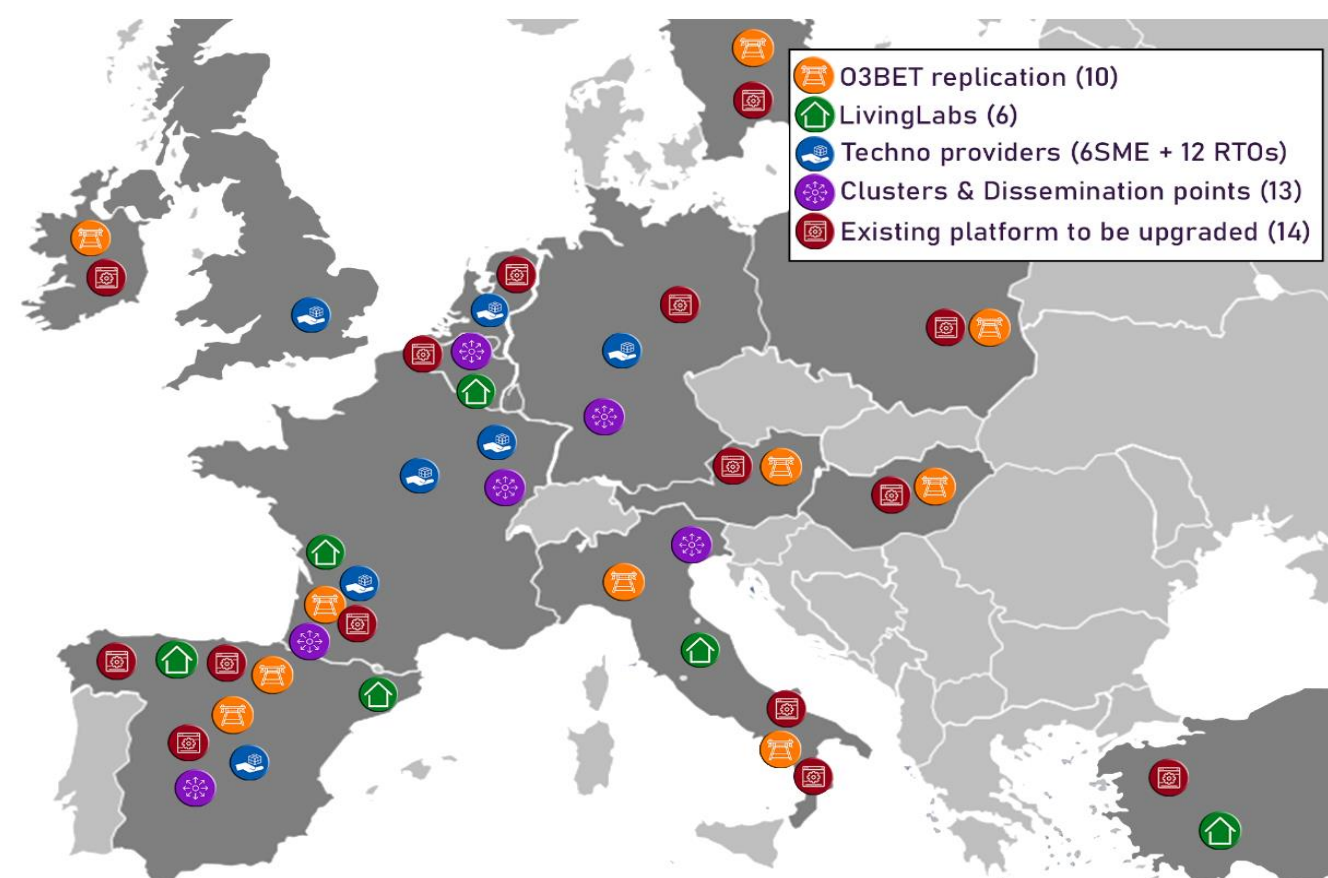 O3BET replication (10)
LivingLabs (6)
Techno providers (6SME + 12 RTOs)
Clusters & Dissemination points (13)
Existing platform to be upgraded (14)